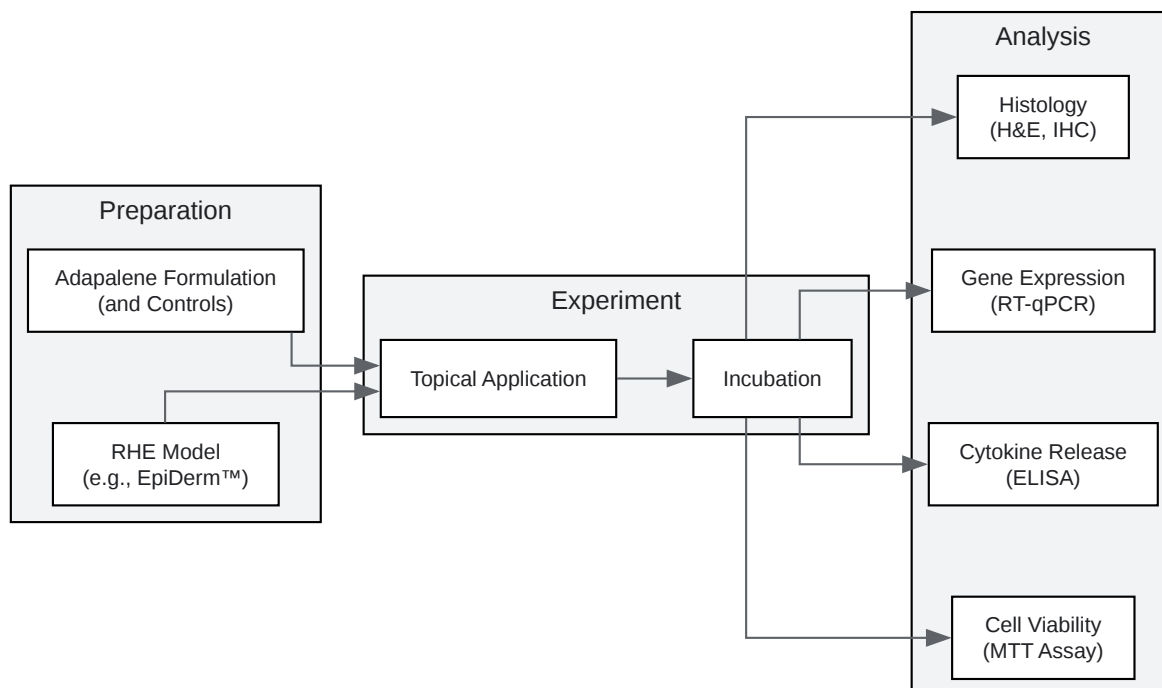 Preparation
Adapalene Formulation
(and Controls)
RHE Model
(e.g., EpiDerm™)
Experiment
Topical Application
Incubation
Analysis
Histology
(H&E, IHC)
Gene Expression
(RT-qPCR)
Cytokine Release
(ELISA)
Cell Viability
(MTT Assay)